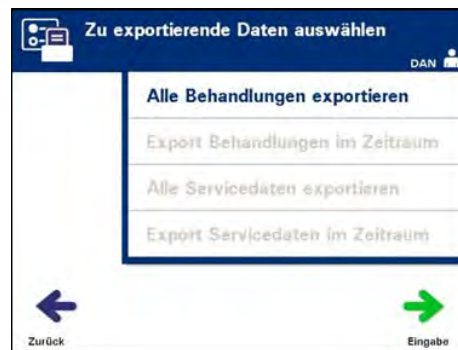 Zu exportierende Daten auswählen
DAN
Alle Behandlungen exportieren
Export Behandlungen im Zeitraum
Alle Servicedaten exportieren
Export Servicedaten im Zeitraum
Zurück
Eingabe